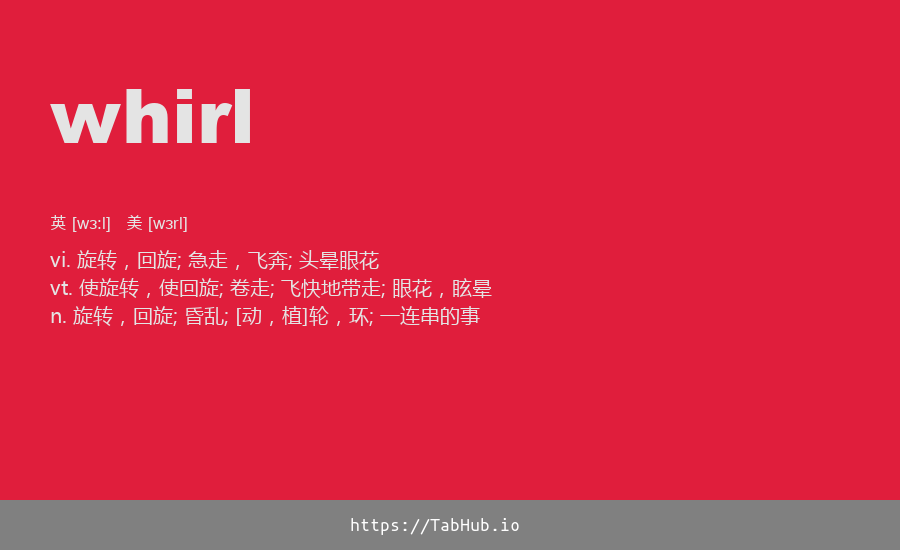 whirl
英 [wɜːl] 美 [wɜrl]
vi. 旋转，回旋; 急走，飞奔; 头晕眼花
vt. 使旋转，使回旋; 卷走; 飞快地带走; 眼花，眩晕
n. 旋转，回旋; 昏乱; [动，植]轮，环; 一连串的事
https://TabHub.io